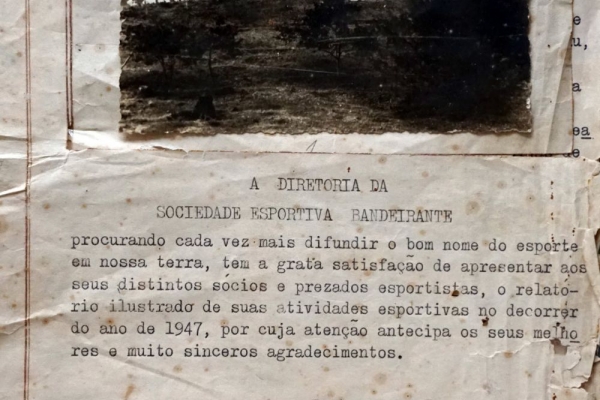 e
u,
a
ea
e
A DIRETORIA DA
SOCIEDADE ESPORTIVA BANDEIRANTE
procurando cada vez mais difundir o bom nome do esporte
em nossa terra, tem a grata satisfação de apresentar aos
seus distintos sócios e prezados esportistas, o relató-
rio ilustrado de suas atividades esportivas no decorrer
do ano de 1947, por cuja atenção antecipa os seus melho
res e muito sinceros agradecimentos.